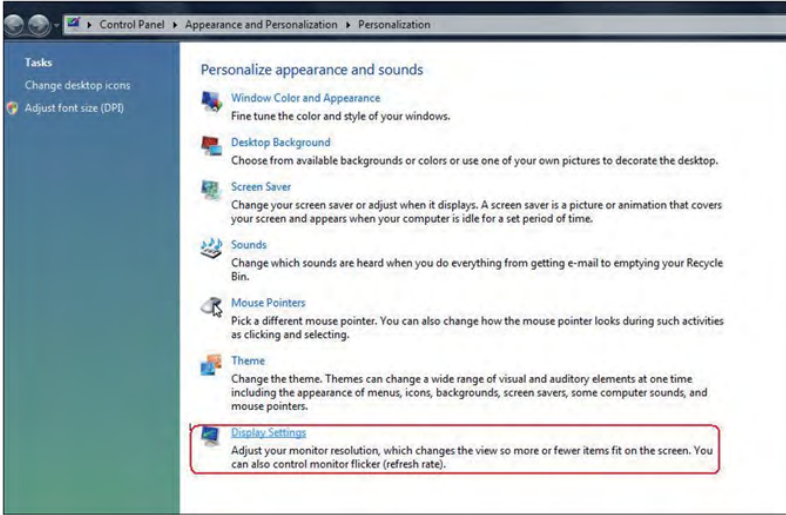 Control Panel ▸ Appearance and Personalization ▸ Personalization
Tasks
Change desktop icons
Adjust font size (DPI)
Personalize appearance and sounds
Window Color and Appearance
Fine tune the color and style of your windows.
Desktop Background
Choose from available backgrounds or colors or use one of your own pictures to decorate the desktop.
Screen Saver
Change your screen saver or adjust when it displays. A screen saver is a picture or animation that covers
your screen and appears when your computer is idle for a set period of time.
Sounds
Change which sounds are heard when you do everything from getting e-mail to emptying your Recycle
Bin.
Mouse Pointers
Pick a different mouse pointer. You can also change how the mouse pointer looks during such activities
as clicking and selecting.
Theme
Change the theme. Themes can change a wide range of visual and auditory elements at one time
including the appearance of menus, icons, backgrounds, screen savers, some computer sounds, and
mouse pointers.
Display Settings
Adjust your monitor resolution, which changes the view so more or fewer items fit on the screen. You
can also control monitor flicker (refresh rate).